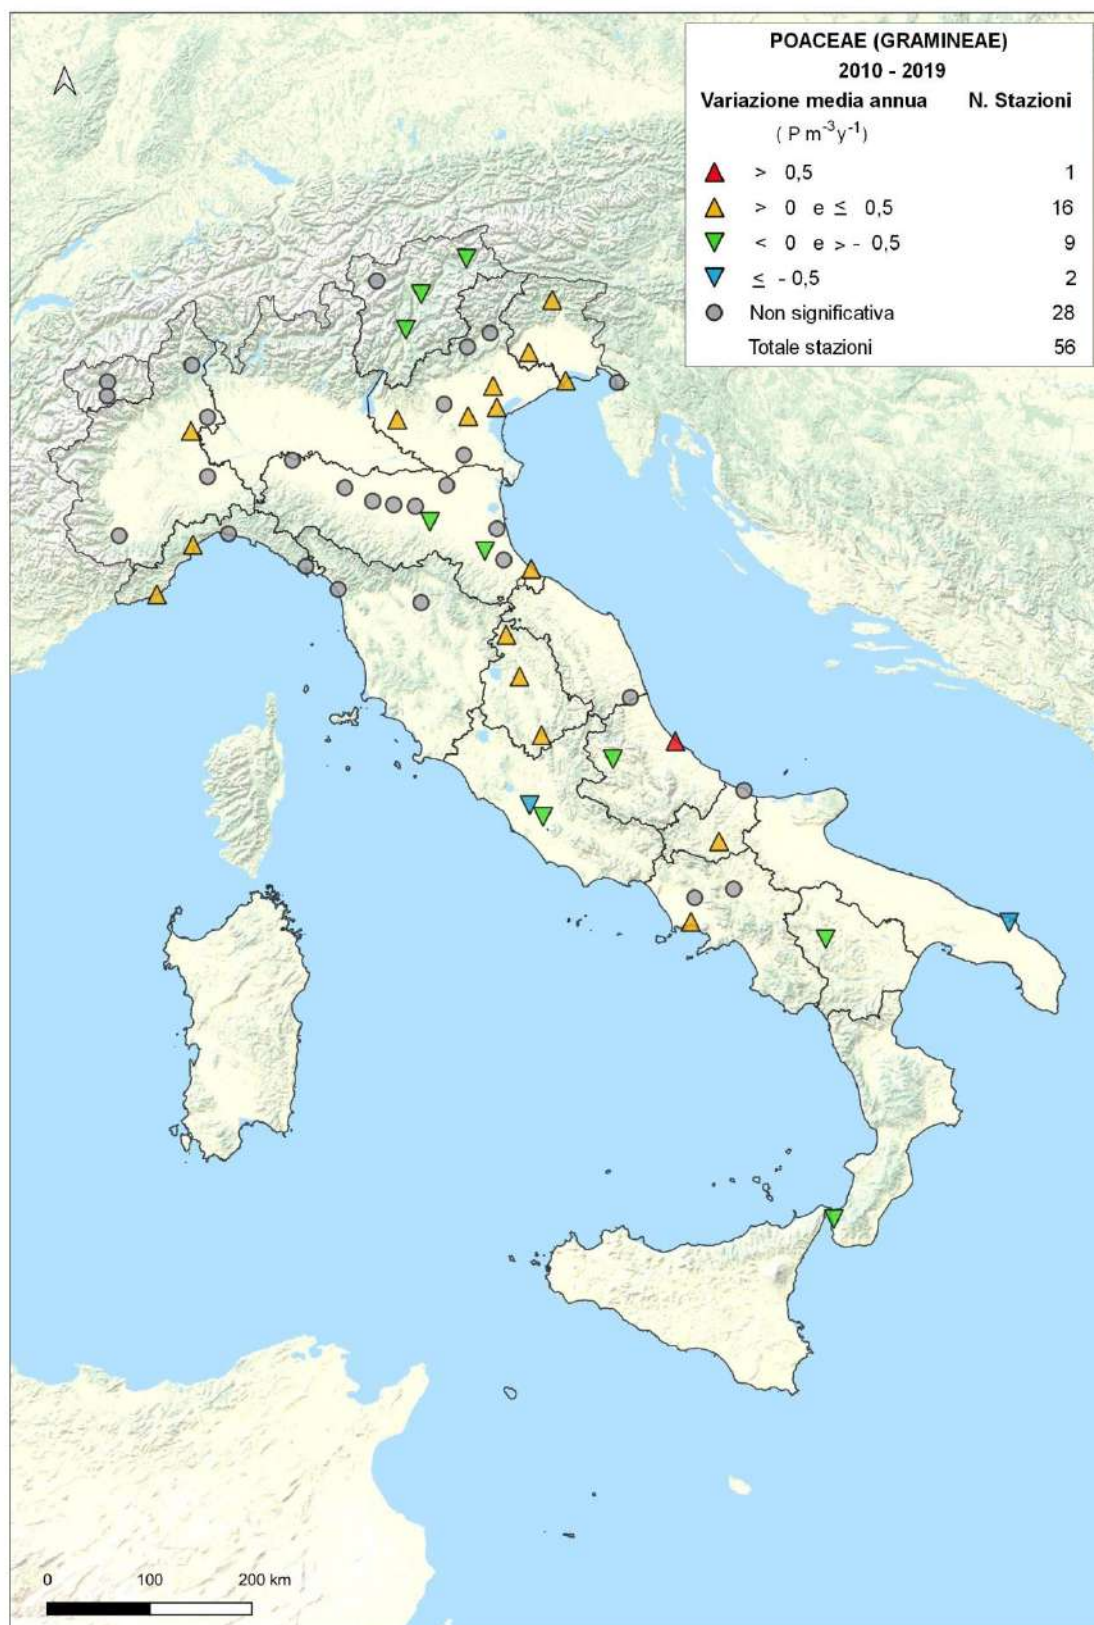 POACEAE (GRAMINEAE)
2010 - 2019
Variazione media annua N. Stazioni
( P m⁻³y⁻¹)
> 0,5 1
> 0 e ≤ 0,5 16
< 0 e > - 0,5 9
≤ - 0,5 2
Non significativa 28
Totale stazioni 56
0 100 200 km